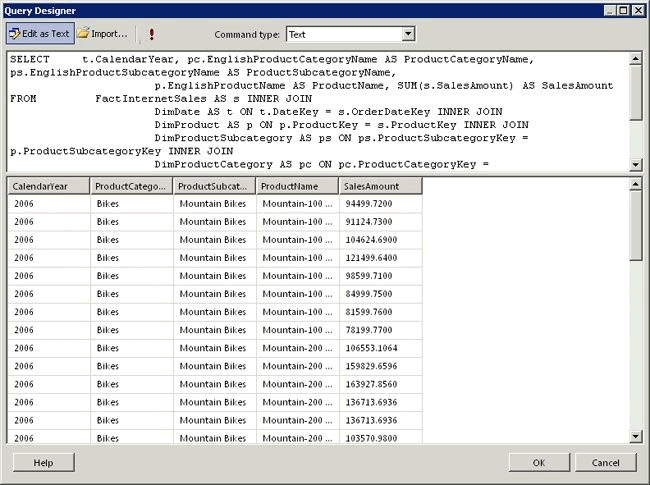 Query Designer
Edit as Text Import... Command type: Text
SELECT t.CalendarYear, pc.EnglishProductCategoryName AS ProductCategoryName,
ps.EnglishProductSubcategoryName AS ProductSubcategoryName,
p.EnglishProductName AS ProductName, SUM(s.SalesAmount) AS SalesAmount
FROM FactInternetSales AS s INNER JOIN
DimDate AS t ON t.DateKey = s.OrderDateKey INNER JOIN
DimProduct AS p ON p.ProductKey = s.ProductKey INNER JOIN
DimProductSubcategory AS ps ON ps.ProductSubcategoryKey =
p.ProductSubcategoryKey INNER JOIN
DimProductCategory AS pc ON pc.ProductCategoryKey =
CalendarYear ProductCatego... ProductSubcat... ProductName SalesAmount
2006 Bikes Mountain Bikes Mountain-100 ... 94499.7200
2006 Bikes Mountain Bikes Mountain-100 ... 91124.7300
2006 Bikes Mountain Bikes Mountain-100 ... 104624.6900
2006 Bikes Mountain Bikes Mountain-100 ... 121499.6400
2006 Bikes Mountain Bikes Mountain-100 ... 98599.7100
2006 Bikes Mountain Bikes Mountain-100 ... 84999.7500
2006 Bikes Mountain Bikes Mountain-100 ... 81599.7600
2006 Bikes Mountain Bikes Mountain-100 ... 78199.7700
2006 Bikes Mountain Bikes Mountain-200 ... 106553.1064
2006 Bikes Mountain Bikes Mountain-200 ... 159829.6596
2006 Bikes Mountain Bikes Mountain-200 ... 163927.8560
2006 Bikes Mountain Bikes Mountain-200 ... 136713.6936
2006 Bikes Mountain Bikes Mountain-200 ... 136713.6936
2006 Bikes Mountain Bikes Mountain-200 ... 103570.9800
Help OK Cancel